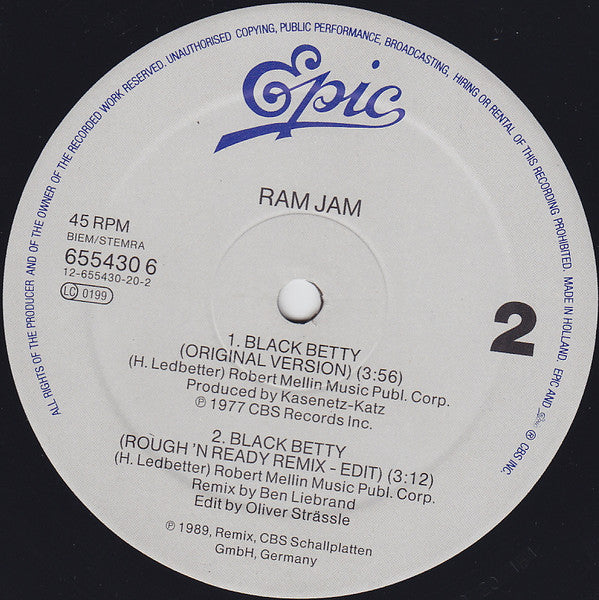 ALL RIGHTS OF THE PRODUCER AND OF THE OWNER OF THE RECORDED WORK RESERVED. UNAUTHORISED COPYING, PUBLIC PERFORMANCE, BROADCASTING, HIRING OR RENTAL OF THIS RECORDING PROHIBITED. MADE IN HOLLAND. EPIC AND Epic ® CBS INC.
Epic
RAM JAM
45 RPM
BIEM/STEMRA
655430 6
12-655430-20-2
LC 0199
2
1. BLACK BETTY
(ORIGINAL VERSION) (3:56)
(H. Ledbetter) Robert Mellin Music Publ. Corp.
Produced by Kasenetz-Katz
℗ 1977 CBS Records Inc.
2. BLACK BETTY
(ROUGH 'N READY REMIX - EDIT) (3:12)
(H. Ledbetter) Robert Mellin Music Publ. Corp.
Remix by Ben Liebrand
Edit by Oliver Strässle
℗ 1989, Remix, CBS Schallplatten
GmbH, Germany